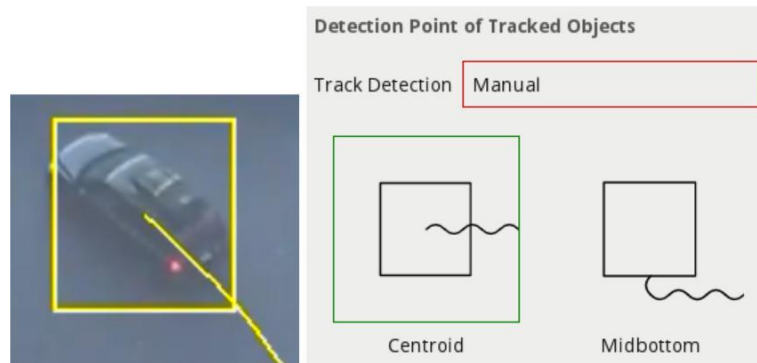 Detection Point of Tracked Objects
Track Detection Manual
Centroid Midbottom